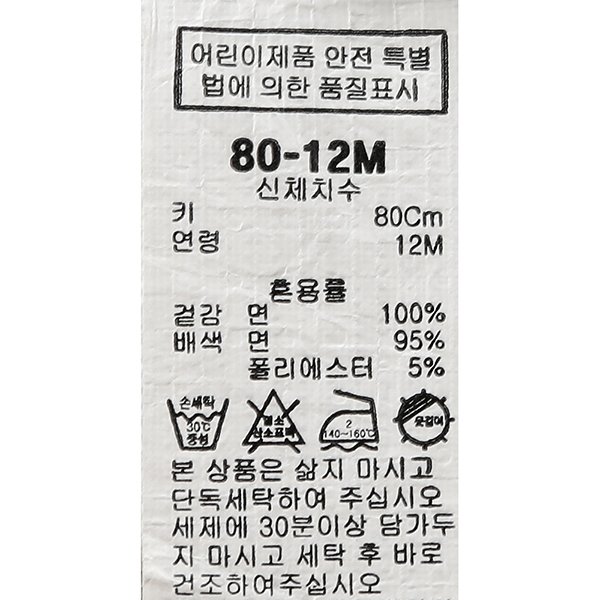 어린이제품 안전 특별
법에 의한 품질표시
80-12M
신체치수
키 80Cm
연령 12M
혼용률
겉감 면 100%
배색 면 95%
폴리에스터 5%
손세탁
30℃
중성
염소
산소표백
2
140~160℃
옷걸이
본 상품은 삶지 마시고
단독세탁하여 주십시오
세제에 30분이상 담가두
지 마시고 세탁 후 바로
건조하여주십시오